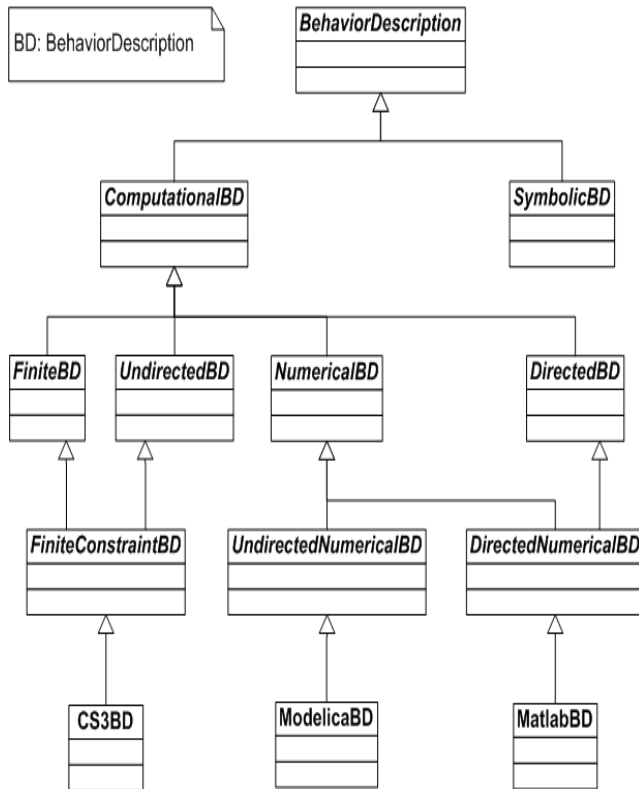 BD: BehaviorDescription
BehaviorDescription
ComputationalBD
SymbolicBD
FiniteBD
UndirectedBD
NumericalBD
DirectedBD
FiniteConstraintBD
UndirectedNumericalBD
DirectedNumericalBD
CS3BD
ModelicaBD
MatlabBD